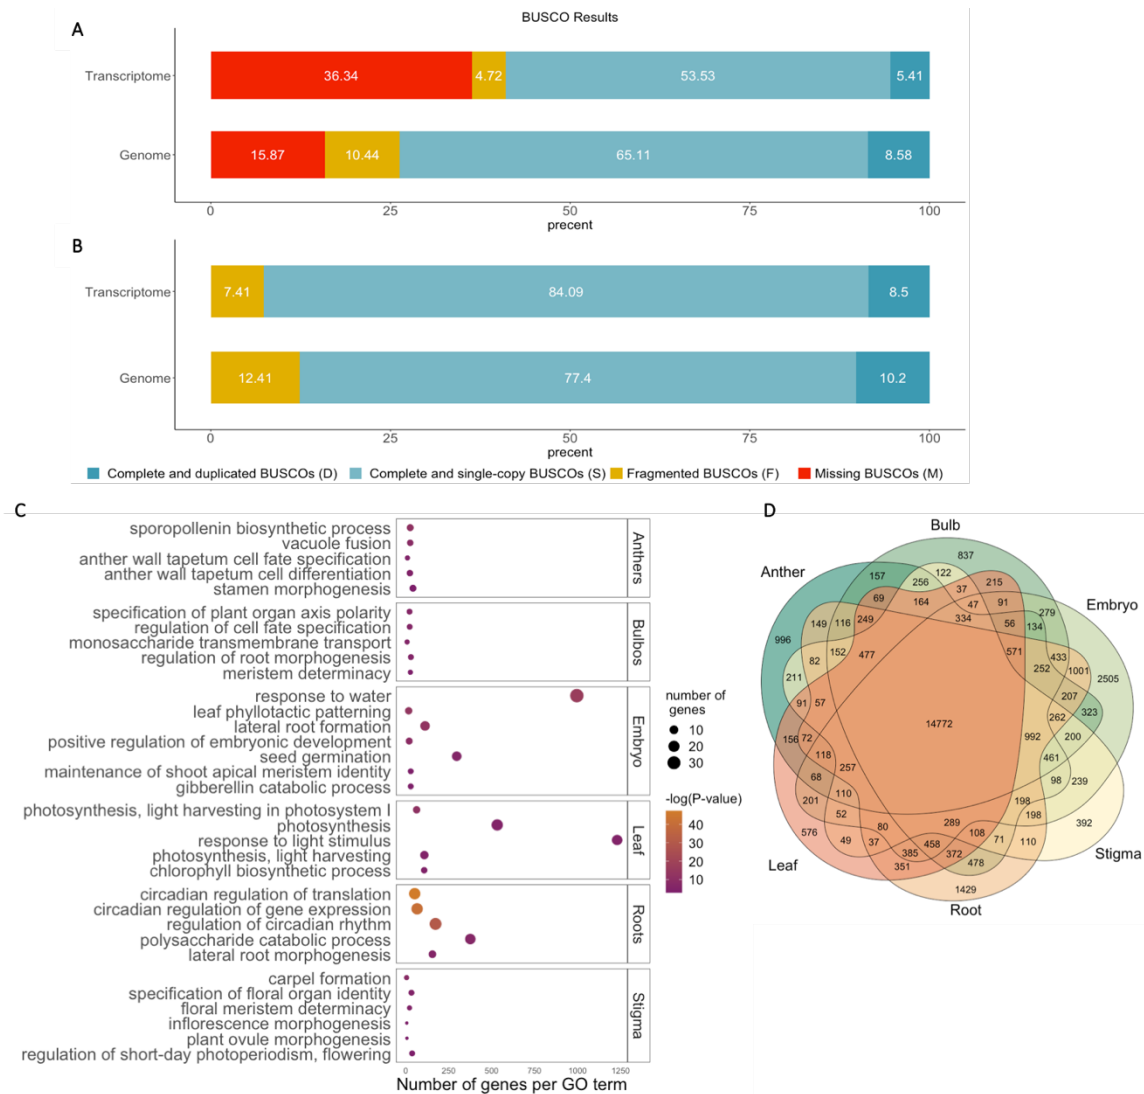 BUSCO Results
A
Transcriptome
36.34
4.72
53.53
5.41
Genome
15.87
10.44
65.11
8.58
0
25
50
75
100
precent
B
Transcriptome
7.41
84.09
8.5
Genome
12.41
77.4
10.2
0
25
50
75
100
precent
Complete and duplicated BUSCOs (D)
Complete and single-copy BUSCOs (S)
Fragmented BUSCOs (F)
Missing BUSCOs (M)
C
sporopollenin biosynthetic process
vacuole fusion
anther wall tapetum cell fate specification
anther wall tapetum cell differentiation
stamen morphogenesis
Anthers
specification of plant organ axis polarity
regulation of cell fate specification
monosaccharide transmembrane transport
regulation of root morphogenesis
meristem determinacy
Bulbos
response to water
leaf phyllotactic patterning
lateral root formation
positive regulation of embryonic development
seed germination
maintenance of shoot apical meristem identity
gibberellin catabolic process
Embryo
photosynthesis, light harvesting in photosystem I
photosynthesis
response to light stimulus
photosynthesis, light harvesting
chlorophyll biosynthetic process
Leaf
circadian regulation of translation
circadian regulation of gene expression
regulation of circadian rhythm
polysaccharide catabolic process
lateral root morphogenesis
Roots
carpel formation
specification of floral organ identity
floral meristem determinacy
inflorescence morphogenesis
plant ovule morphogenesis
regulation of short-day photoperiodism, flowering
Stigma
0
250
500
750
1000
1250
Number of genes per GO term
number of
genes
10
20
30
-log(P-value)
40
30
20
10
D
Bulb
Anther
Embryo
Stigma
Root
Leaf
837
157
256
122
37
215
69
164
47
91
279
149
116
249
334
56
134
996
82
152
477
571
433
252
1001
2505
211
207
91
57
262
323
14772
156
72
992
200
118
461
257
68
98
239
201
110
198
52
198
392
576
80
289
108
49
37
458
71
110
385
372
351
478
1429